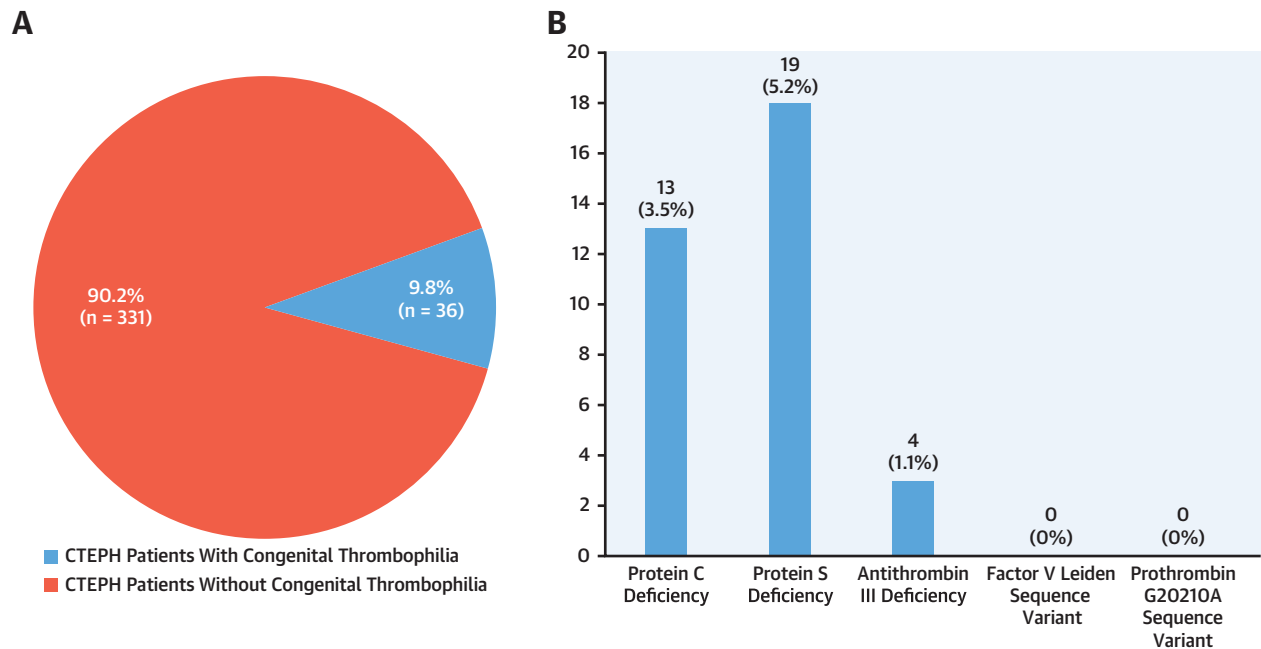 A
90.2%
(n = 331)
9.8%
(n = 36)
CTEPH Patients With Congenital Thrombophilia
CTEPH Patients Without Congenital Thrombophilia
B
20
18
16
14
12
10
8
6
4
2
0
13
(3.5%)
19
(5.2%)
4
(1.1%)
0
(0%)
0
(0%)
Protein C
Deficiency
Protein S
Deficiency
Antithrombin
III Deficiency
Factor V Leiden
Sequence
Variant
Prothrombin
G20210A
Sequence
Variant